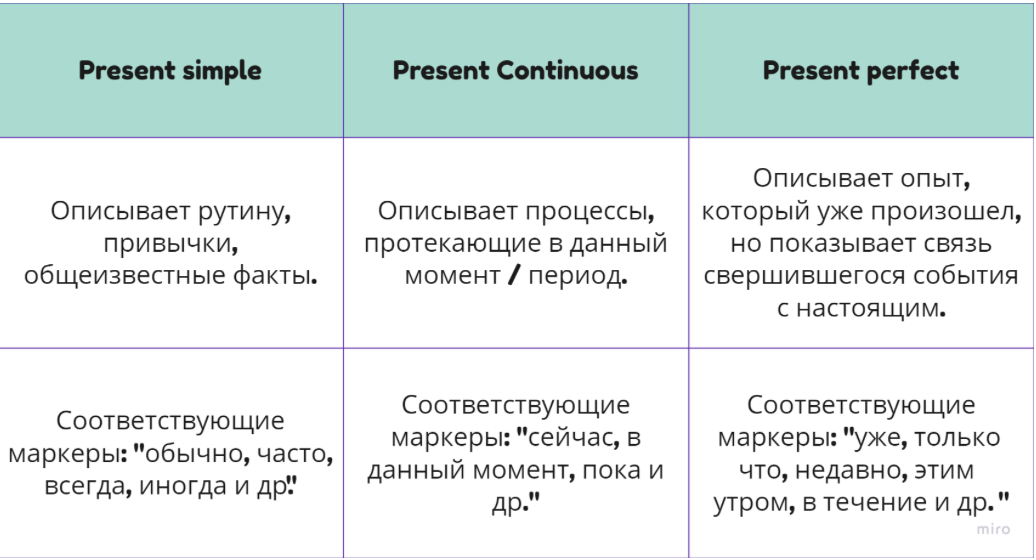 Present simple
Present Continuous
Present perfect
Описывает рутину,
привычки,
общеизвестные факты.
Описывает процессы,
протекающие в данный
момент / период.
Описывает опыт,
который уже произошел,
но показывает связь
свершившегося события
с настоящим.
Соответствующие
маркеры: "обычно, часто,
всегда, иногда и др."
Соответствующие
маркеры: "сейчас, в
данный момент, пока и
др."
Соответствующие
маркеры: "уже, только
что, недавно, этим
утром, в течение и др. "
miro